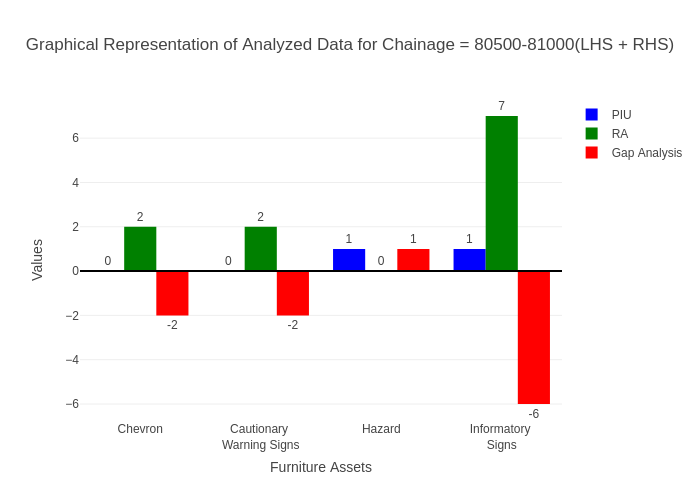 Graphical Representation of Analyzed Data for Chainage = 80500-81000(LHS + RHS)
PIU
RA
Gap Analysis
Values
6
4
2
0
−2
−4
−6
0
2
-2
0
2
-2
1
0
1
1
7
-6
Chevron
Cautionary
Warning Signs
Hazard
Informatory
Signs
Furniture Assets